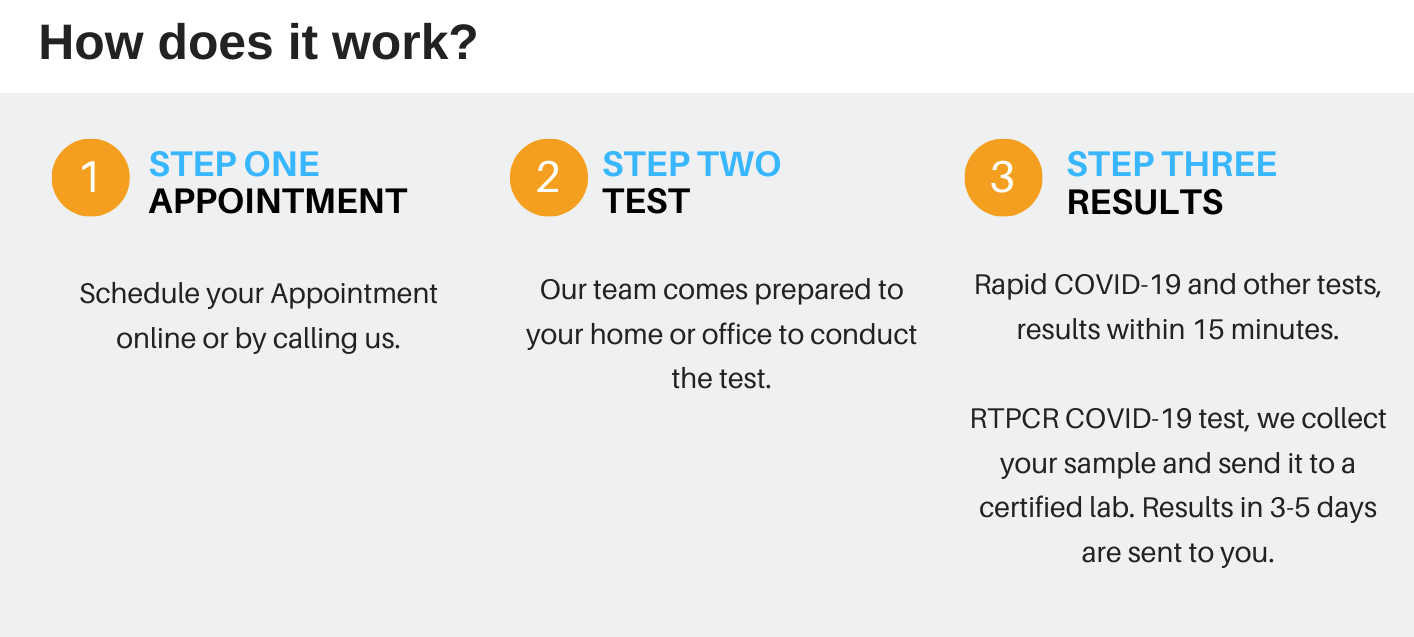 How does it work?
1
STEP ONE
APPOINTMENT
Schedule your Appointment
online or by calling us.
2
STEP TWO
TEST
Our team comes prepared to
your home or office to conduct
the test.
3
STEP THREE
RESULTS
Rapid COVID-19 and other tests,
results within 15 minutes.
RTPCR COVID-19 test, we collect
your sample and send it to a
certified lab. Results in 3-5 days
are sent to you.